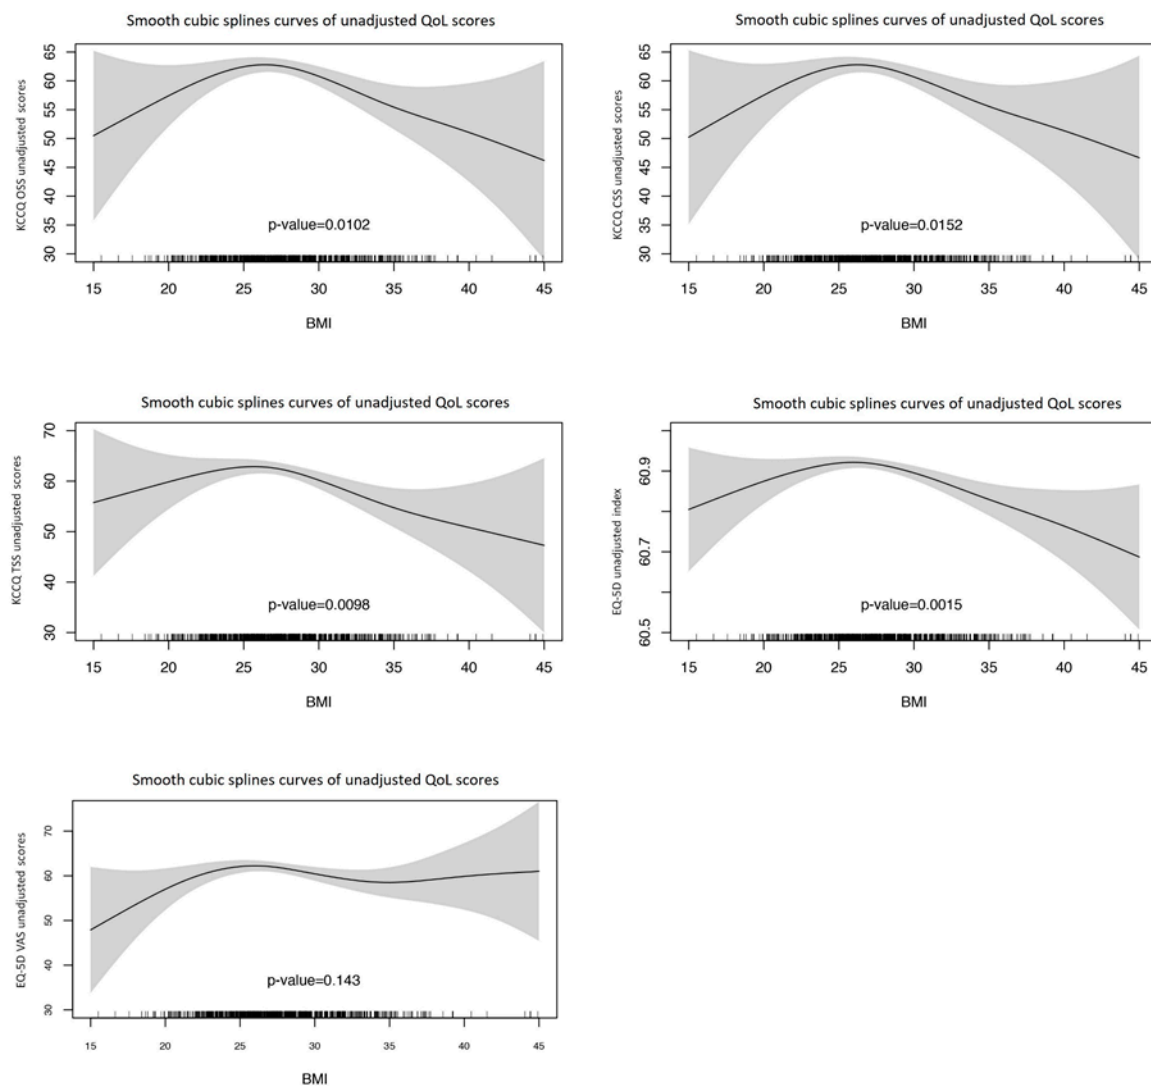 Smooth cubic splines curves of unadjusted QoL scores
KCCQ OSS unadjusted scores
65
60
55
50
45
40
35
30
p-value=0.0102
15 20 25 30 35 40 45
BMI
Smooth cubic splines curves of unadjusted QoL scores
KCCQ CSS unadjusted scores
65
60
55
50
45
40
35
30
p-value=0.0152
15 20 25 30 35 40 45
BMI
Smooth cubic splines curves of unadjusted QoL scores
KCCQ TSS unadjusted scores
70
60
50
40
30
p-value=0.0098
15 20 25 30 35 40 45
BMI
Smooth cubic splines curves of unadjusted QoL scores
EQ-5D unadjusted index
60.9
60.7
60.5
p-value=0.0015
15 20 25 30 35 40 45
BMI
Smooth cubic splines curves of unadjusted QoL scores
EQ-5D VAS unadjusted scores
70
60
50
40
30
p-value=0.143
15 20 25 30 35 40 45
BMI